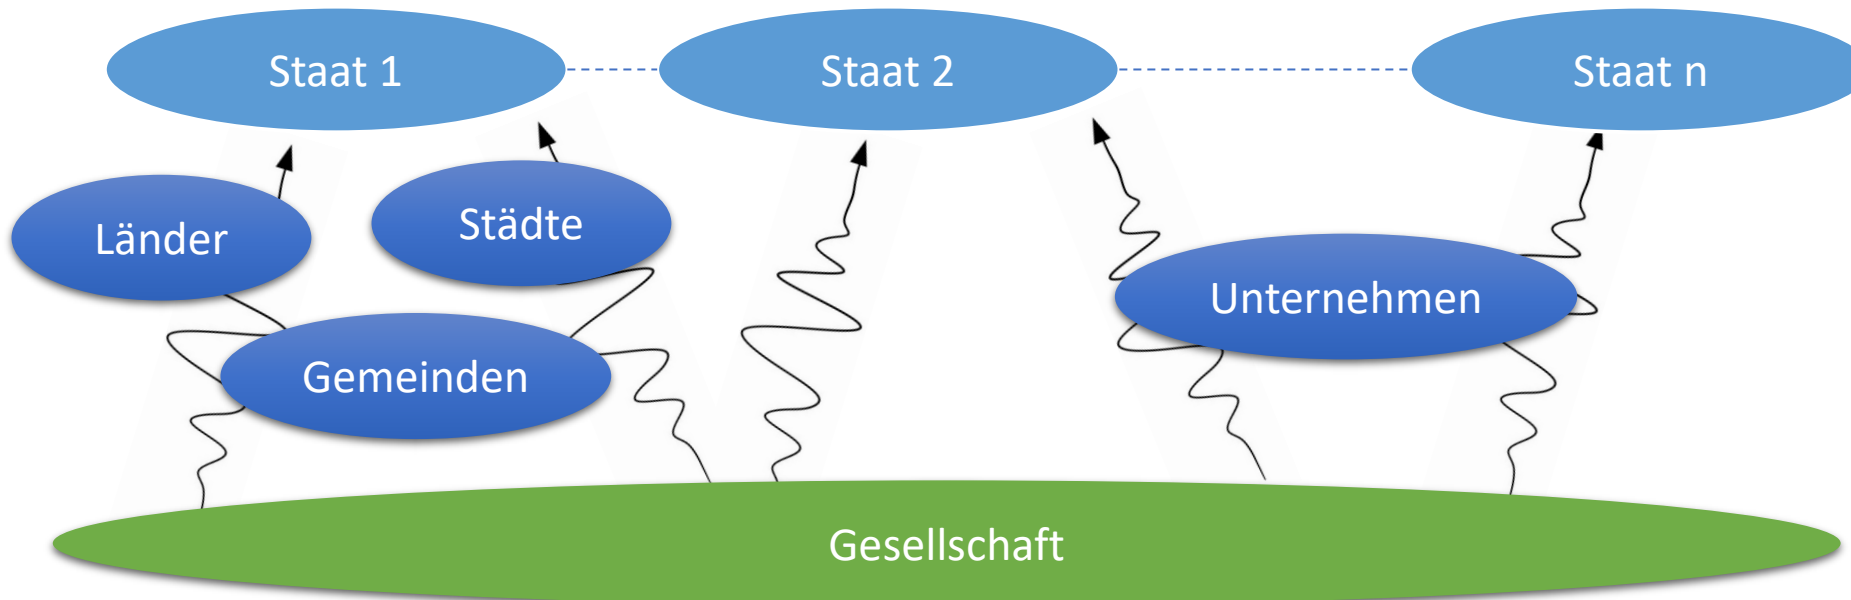 Staat 1
Staat 2
Staat n
Länder
Städte
Unternehmen
Gemeinden
Gesellschaft